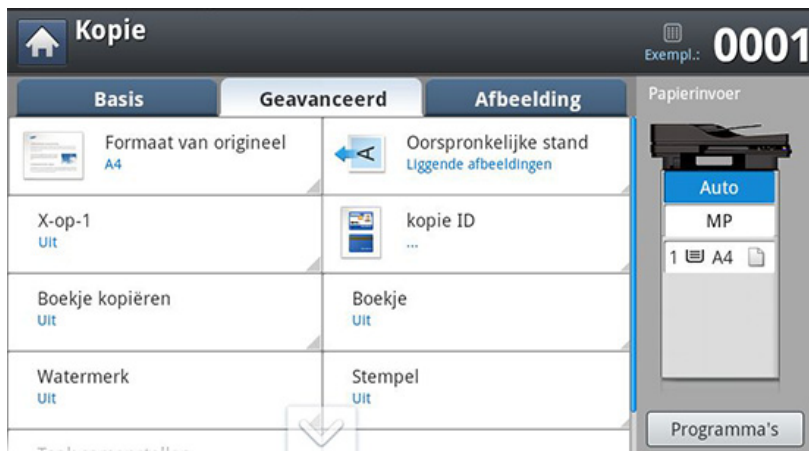 Kopie
Exempl.: 0001
Basis
Geavanceerd
Afbeelding
Papierinvoer
Formaat van origineel
A4
Oorspronkelijke stand
Liggende afbeeldingen
X-op-1
Uit
kopie ID
...
Boekje kopiëren
Uit
Boekje
Uit
Watermerk
Uit
Stempel
Uit
Auto
MP
1 A4
Programma's